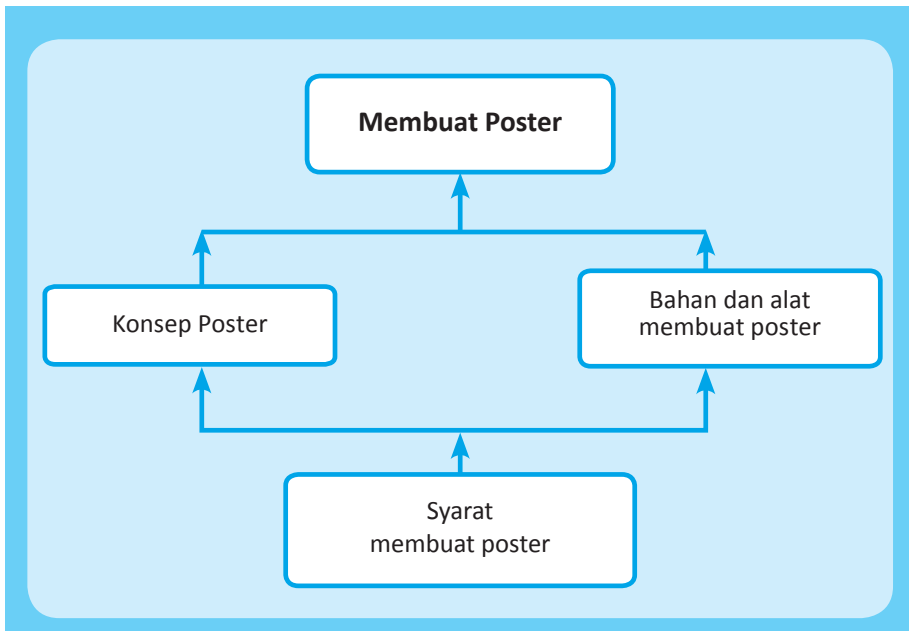 Membuat Poster
Konsep Poster
Bahan dan alat
membuat poster
Syarat
membuat poster